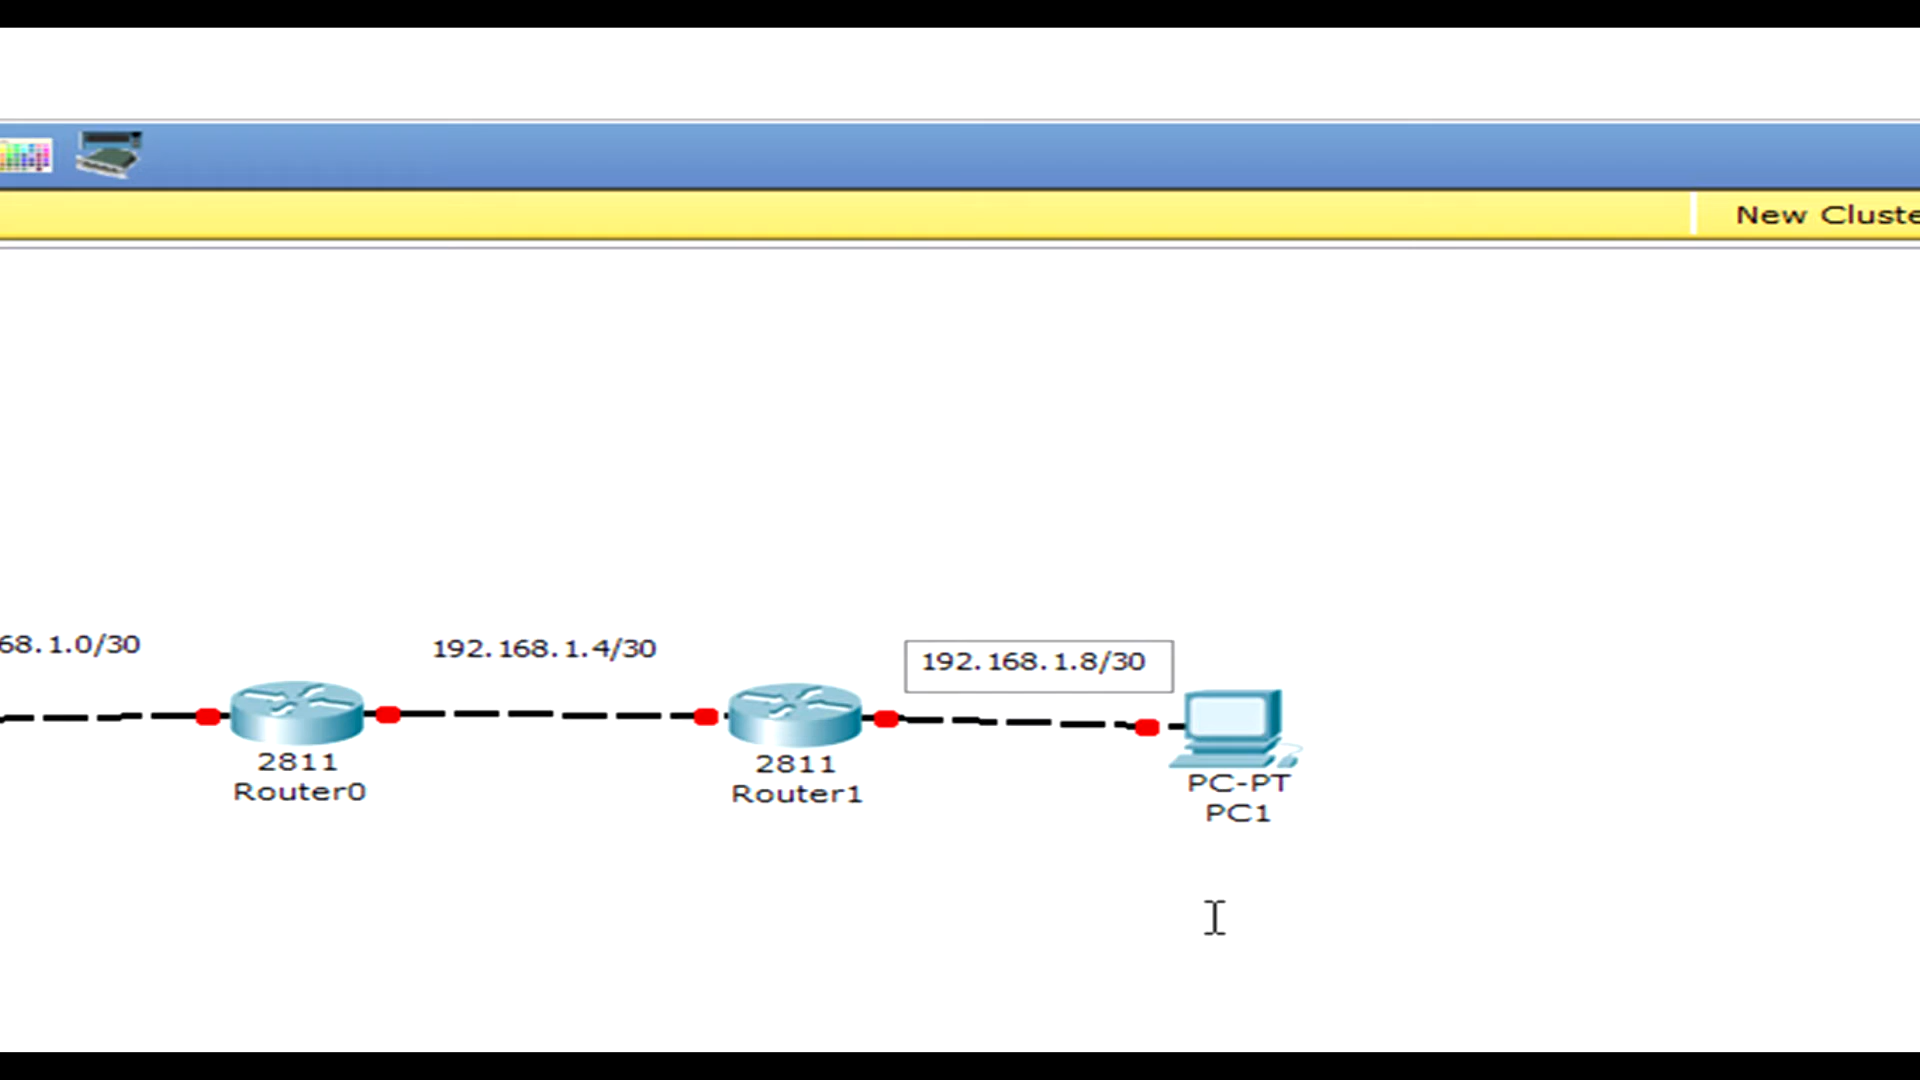 New Cluste
68.1.0/30
192.168.1.4/30
192.168.1.8/30
2811
Router0
2811
Router1
PC-PT
PC1